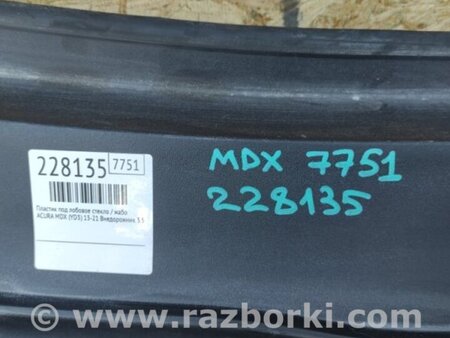 228135 7751
Пластик под лобовое стекло / жабо
ACURA MDX (YD3) 13-21 Внедорожник 3.5
MDX 7751
228135
© www.razborki.com